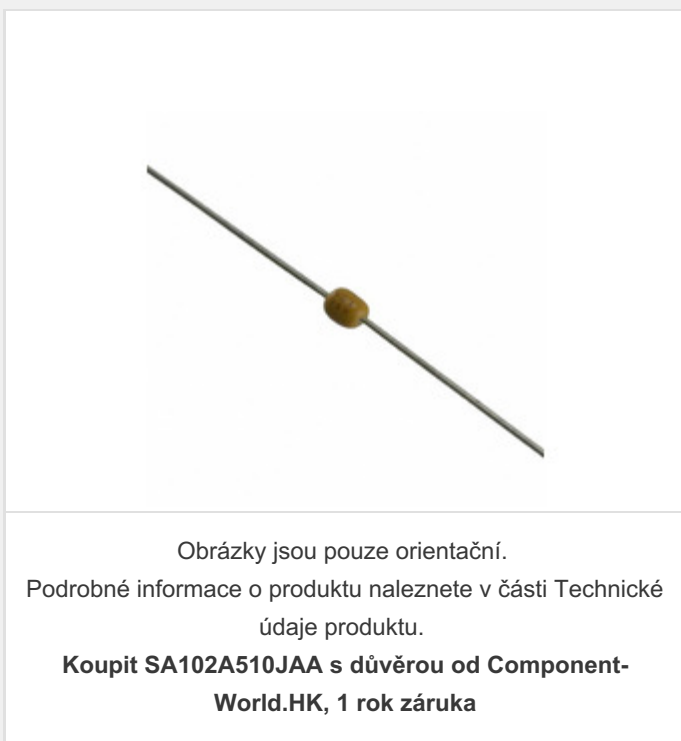 Obrázky jsou pouze orientační.
Podrobné informace o produktu naleznete v části Technické
údaje produktu.
Koupit SA102A510JAA s důvěrou od Component-
World.HK, 1 rok záruka